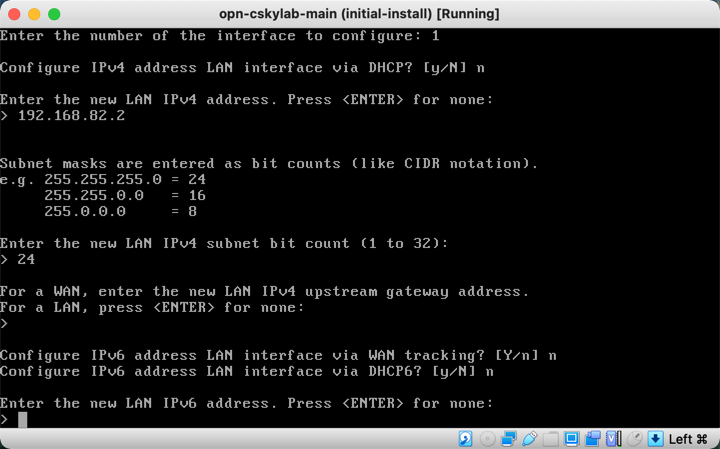 opn-cskylab-main (initial-install) [Running]
Enter the number of the interface to configure: 1
Configure IPv4 address LAN interface via DHCP? [y/N] n
Enter the new LAN IPv4 address. Press <ENTER> for none:
> 192.168.82.2
Subnet masks are entered as bit counts (like CIDR notation).
e.g. 255.255.255.0 = 24
     255.255.0.0   = 16
     255.0.0.0     = 8
Enter the new LAN IPv4 subnet bit count (1 to 32):
> 24
For a WAN, enter the new LAN IPv4 upstream gateway address.
For a LAN, press <ENTER> for none:
>
Configure IPv6 address LAN interface via WAN tracking? [Y/n] n
Configure IPv6 address LAN interface via DHCP6? [y/N] n
Enter the new LAN IPv6 address. Press <ENTER> for none:
>
Left ⌘